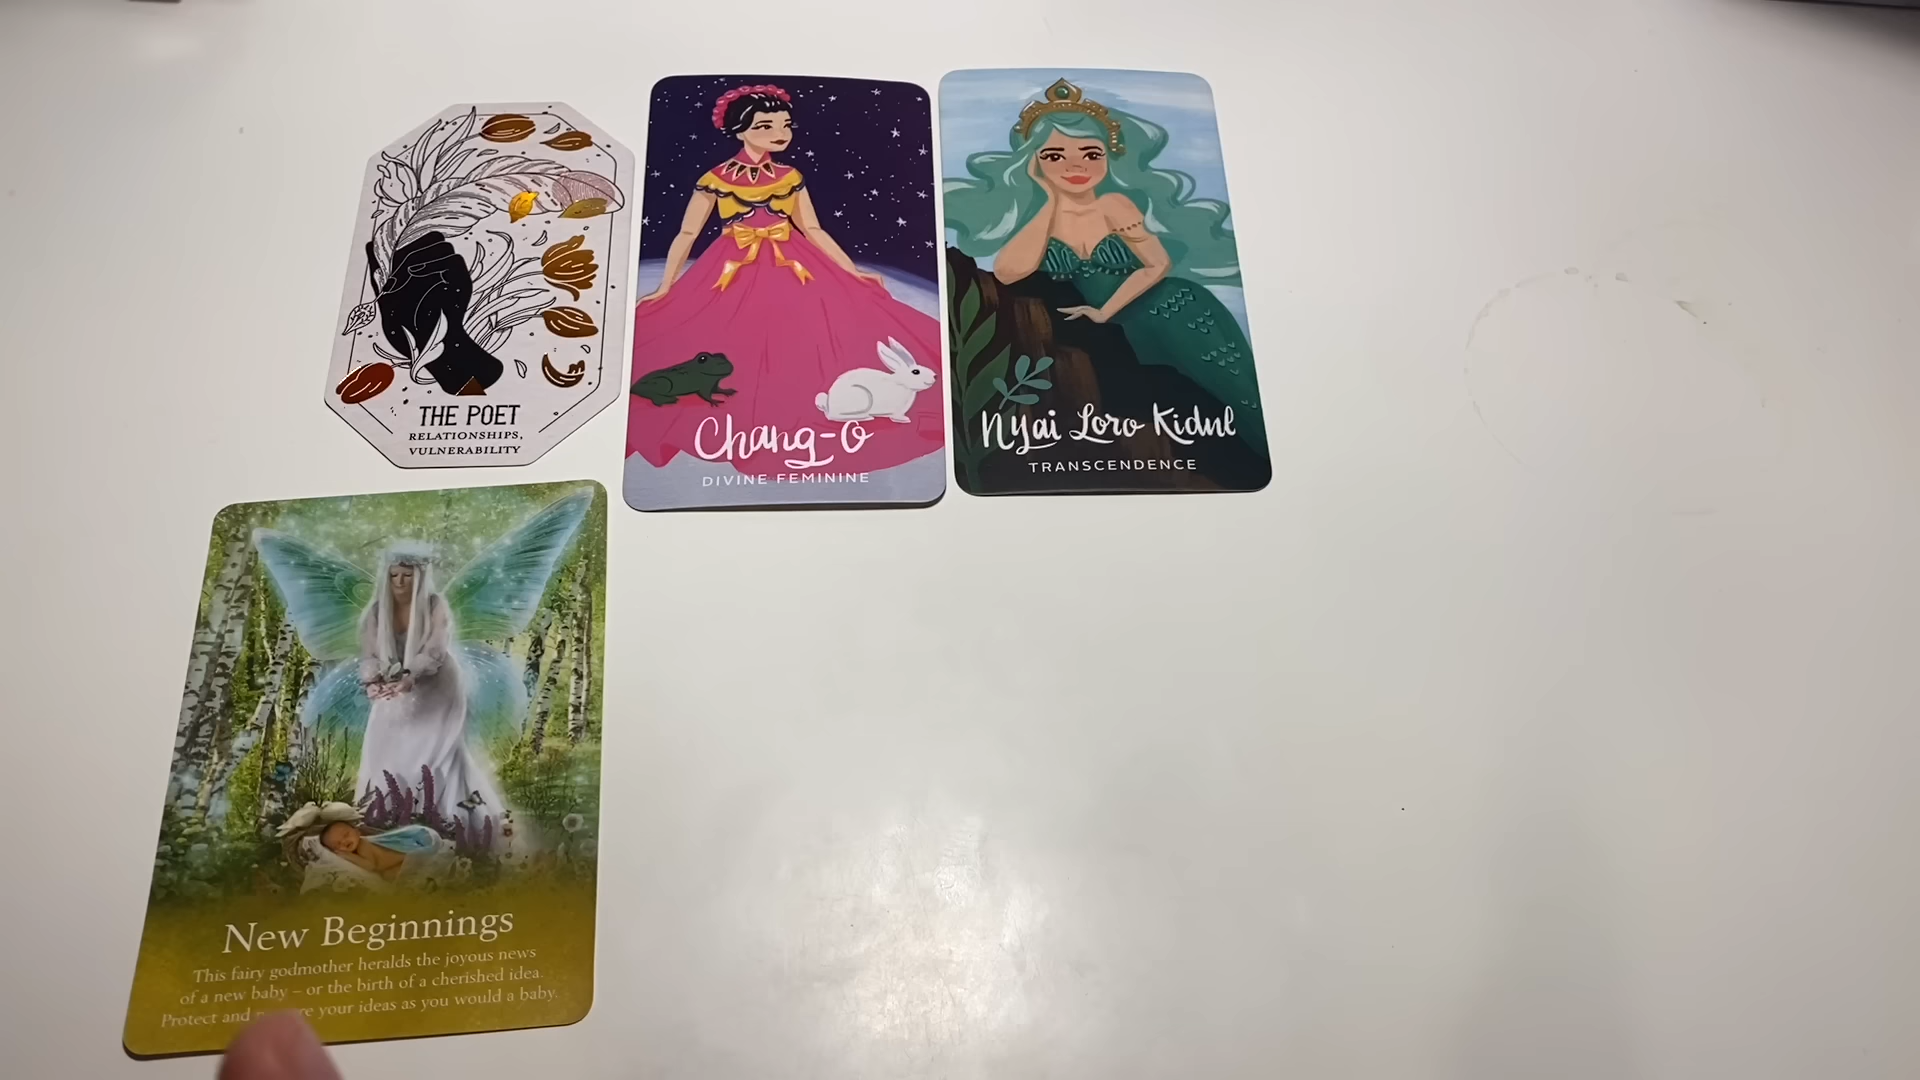 THE POET
RELATIONSHIPS,
VULNERABILITY
Chang-O
DIVINE FEMININE
Nyai Loro Kidul
TRANSCENDENCE
New Beginnings
This fairy godmother heralds the joyous news
of a new baby – or the birth of a cherished idea.
Protect and your ideas as you would a baby.